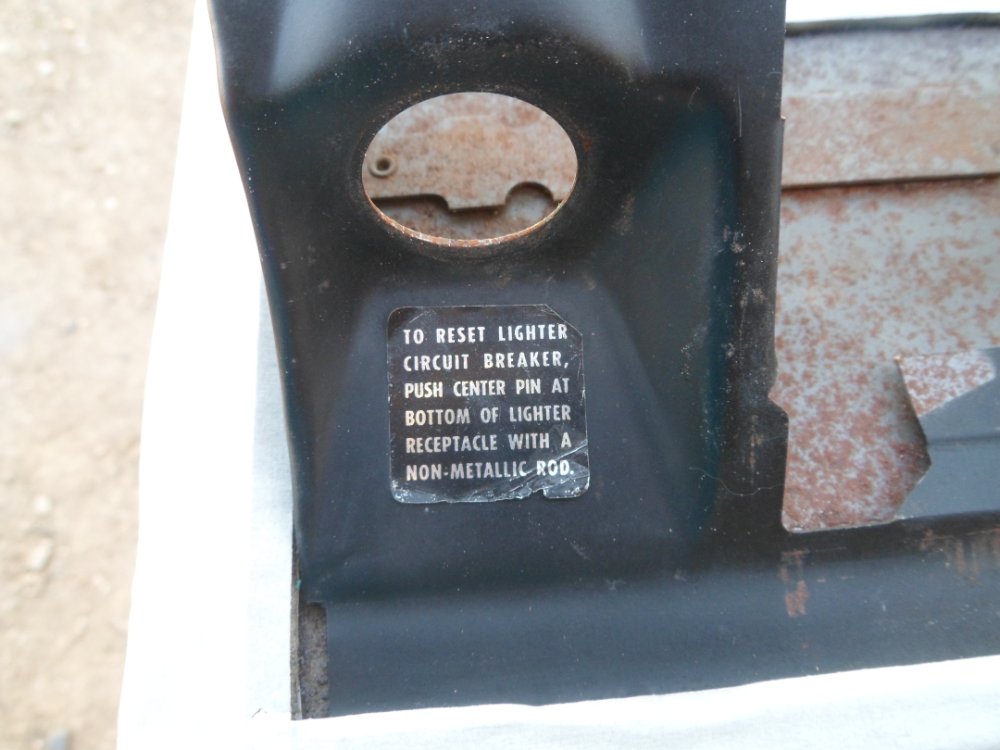 TO RESET LIGHTER
CIRCUIT BREAKER,
PUSH CENTER PIN AT
BOTTOM OF LIGHTER
RECEPTACLE WITH A
NON-METALLIC ROD.